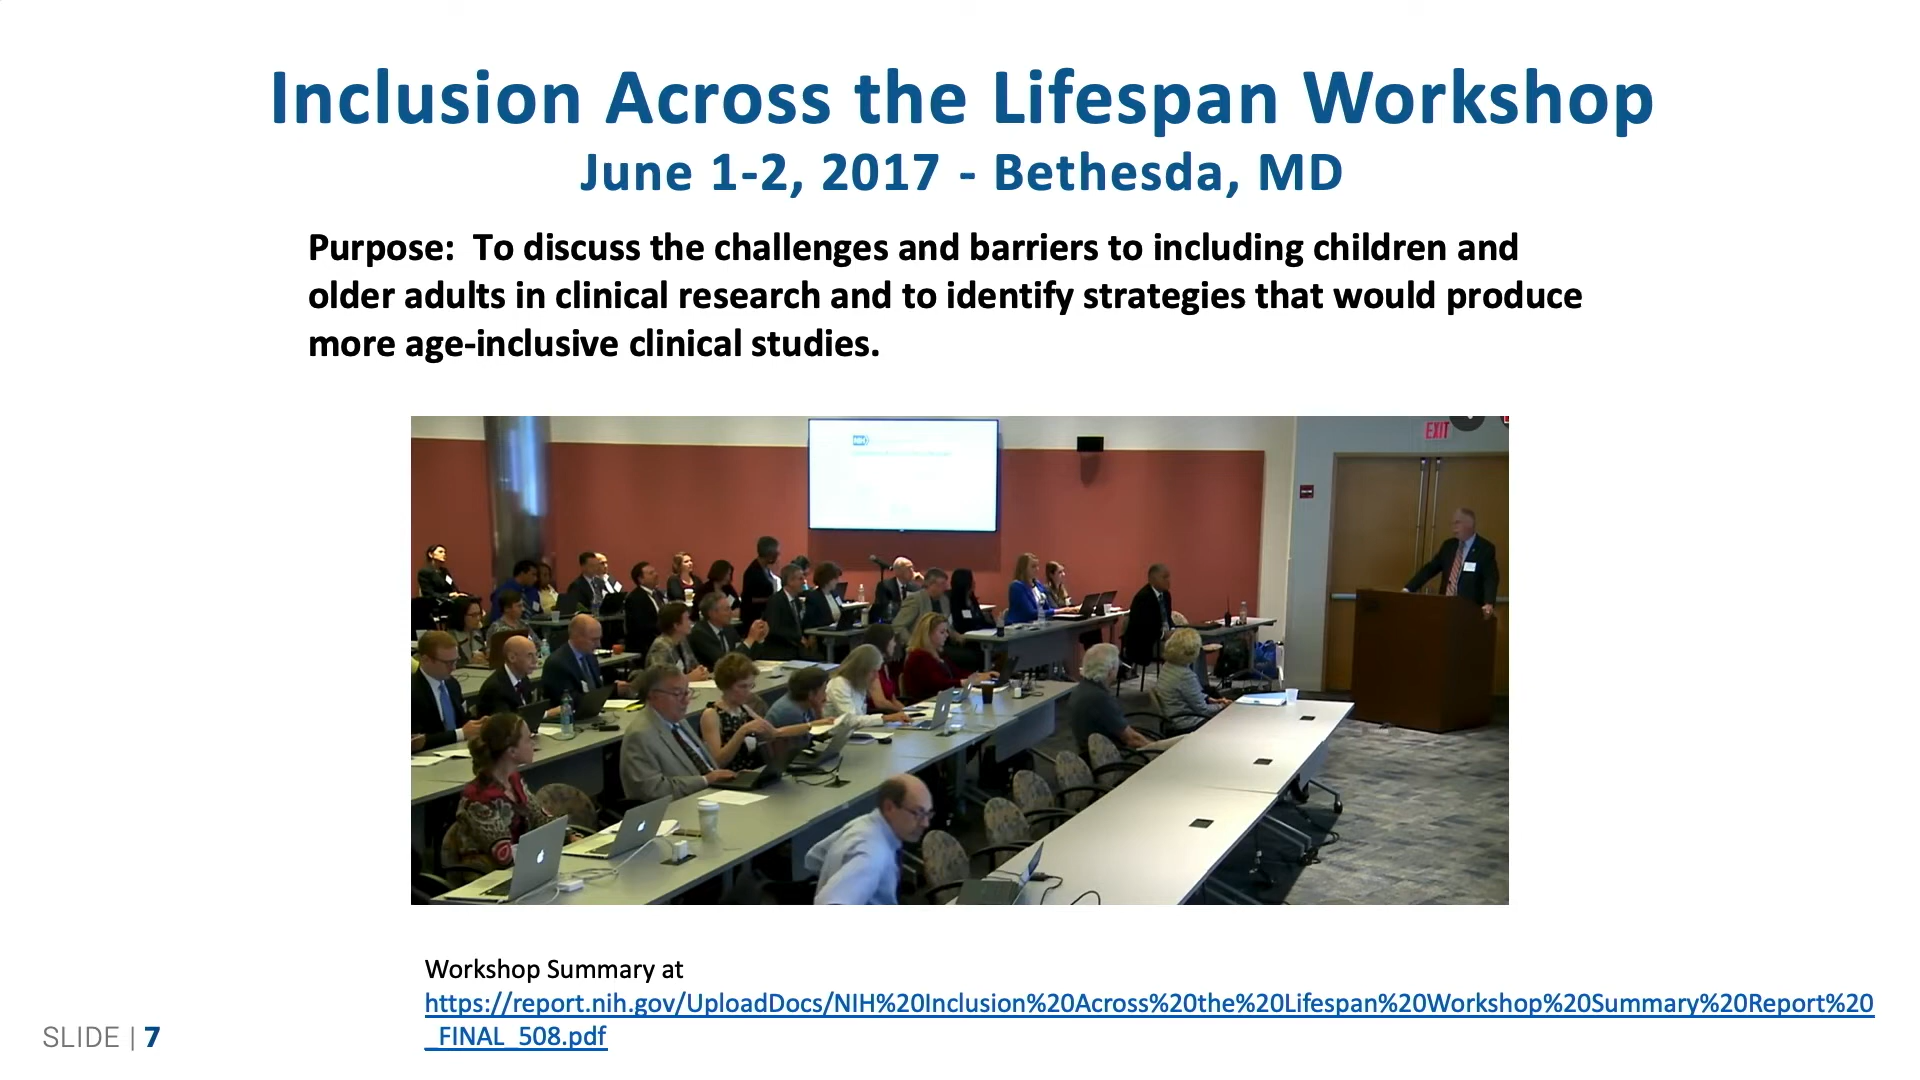 Inclusion Across the Lifespan Workshop
June 1-2, 2017 - Bethesda, MD
Purpose:  To discuss the challenges and barriers to including children and
older adults in clinical research and to identify strategies that would produce
more age-inclusive clinical studies.
NIH
EXIT
Workshop Summary at
https://report.nih.gov/UploadDocs/NIH%20Inclusion%20Across%20the%20Lifespan%20Workshop%20Summary%20Report%20
_FINAL_508.pdf
SLIDE | 7